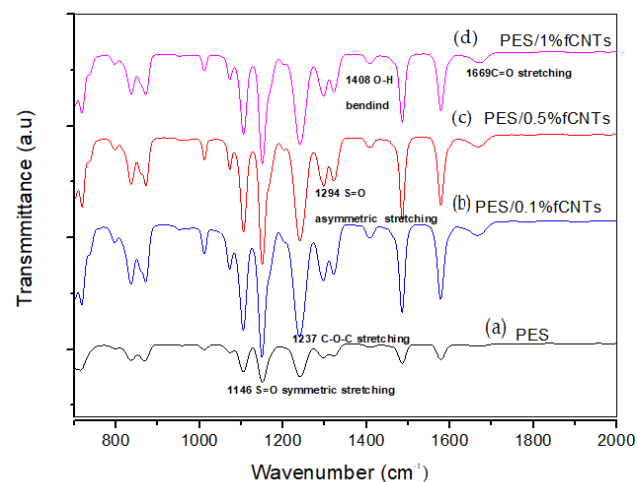 (d) PES/1%fCNTs
1408 O-H
bendind
1669C=O stretching
(c) PES/0.5%fCNTs
1294 S=O
asymmetric stretching
(b) PES/0.1%fCNTs
1237 C-O-C stretching
(a) PES
1146 S=O symmetric stretching
Transmmittance (a.u)
800 1000 1200 1400 1600 1800 2000
Wavenumber (cm⁻¹)